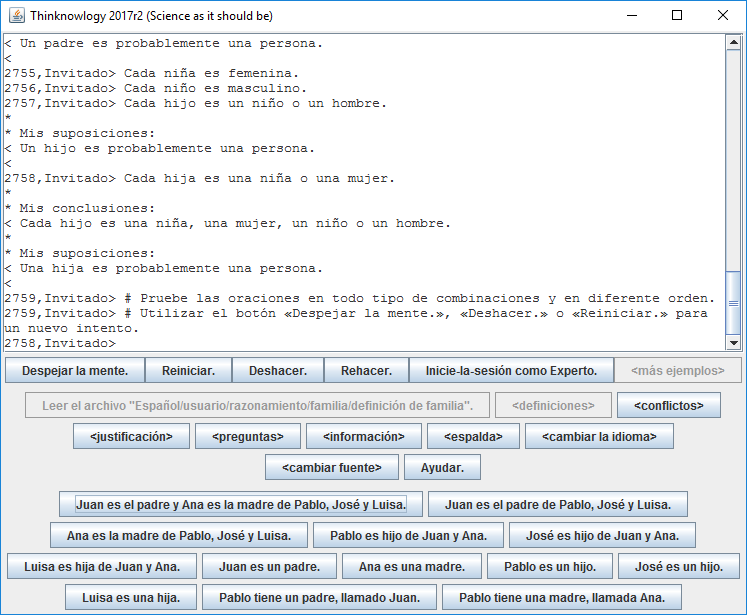 Thinknowlogy 2017r2 (Science as it should be)
< Un padre es probablemente una persona.
<
2755,Invitado> Cada niña es femenina.
2756,Invitado> Cada niño es masculino.
2757,Invitado> Cada hijo es un niño o un hombre.
*
* Mis suposiciones:
< Un hijo es probablemente una persona.
<
2758,Invitado> Cada hija es una niña o una mujer.
*
* Mis conclusiones:
< Cada hijo es una niña, una mujer, un niño o un hombre.
*
* Mis suposiciones:
< Una hija es probablemente una persona.
<
2759,Invitado> # Pruebe las oraciones en todo tipo de combinaciones y en diferente orden.
2759,Invitado> # Utilizar el botón «Despejar la mente.», «Deshacer.» o «Reiniciar.» para
un nuevo intento.
2758,Invitado>
Despejar la mente. Reiniciar. Deshacer. Rehacer. Inicie-la-sesión como Experto. <más ejemplos>
Leer el archivo "Español/usuario/razonamiento/familia/definición de familia". <definiciones> <conflictos>
<justificación> <preguntas> <información> <espalda> <cambiar la idioma>
<cambiar fuente> Ayudar.
Juan es el padre y Ana es la madre de Pablo, José y Luisa. Juan es el padre de Pablo, José y Luisa.
Ana es la madre de Pablo, José y Luisa. Pablo es hijo de Juan y Ana. José es hijo de Juan y Ana.
Luisa es hija de Juan y Ana. Juan es un padre. Ana es una madre. Pablo es un hijo. José es un hijo.
Luisa es una hija. Pablo tiene un padre, llamado Juan. Pablo tiene una madre, llamada Ana.